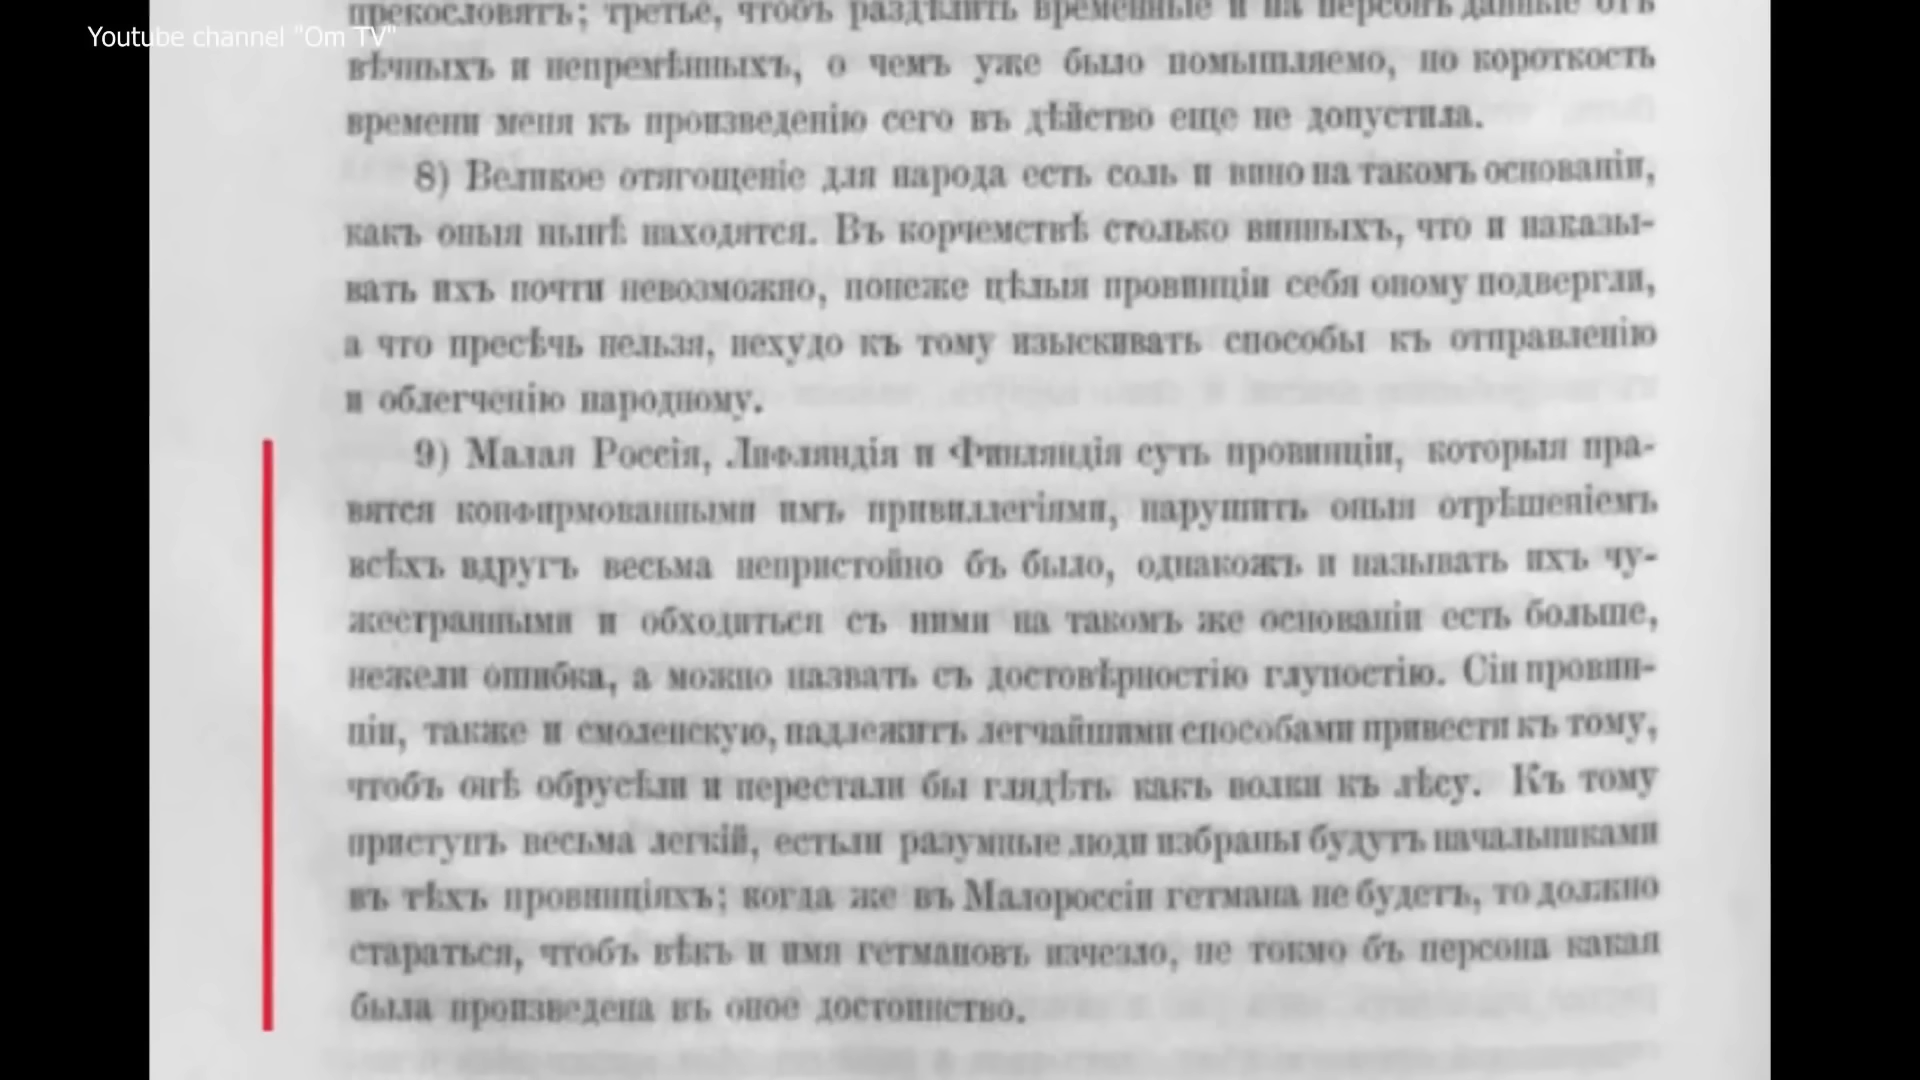 Youtube channel "Om TV"
прекословятъ; третье, чтобъ раздѣлить временные и на персонъ данные отъ
вѣчныхъ и непремѣнныхъ, о чемъ уже было помышляемо, но короткость
времени меня къ произведенію сего въ дѣйство еще не допустила.
8) Великое отягощеніе для народа есть соль и вино на такомъ основаніи,
какъ оныя нынѣ находятся. Въ корчемствѣ столько винныхъ, что и наказы-
вать ихъ почти невозможно, понеже цѣлыя провинціи себя оному подвергли,
а что пресѣчь нельзя, нехудо къ тому изыскивать способы къ отправленію
и облегченію народному.
9) Малая Россія, Лифляндія и Финляндія суть провинціи, которыя пра-
вятся конфирмованными имъ привиллегіями, нарушить оныя отрѣшеніемъ
всѣхъ вдругъ весьма непристойно бъ было, однакожъ и называть ихъ чу-
жестранными и обходиться съ ними на такомъ же основаніи есть больше,
нежели ошибка, а можно назвать съ достовѣрностію глупостію. Сіи провин-
ціи, также и смоленскую, надлежитъ легчайшими способами привести къ тому,
чтобъ онѣ обрусѣли и перестали бы глядѣть какъ волки къ лѣсу. Къ тому
приступъ весьма легкій, естьли разумные люди избраны будутъ начальниками
въ тѣхъ провинціяхъ; когда же въ Малороссіи гетмана не будетъ, то должно
стараться, чтобъ вѣкъ и имя гетмановъ изчезло, не токмо бъ персона какая
была произведена въ оное достоинство.